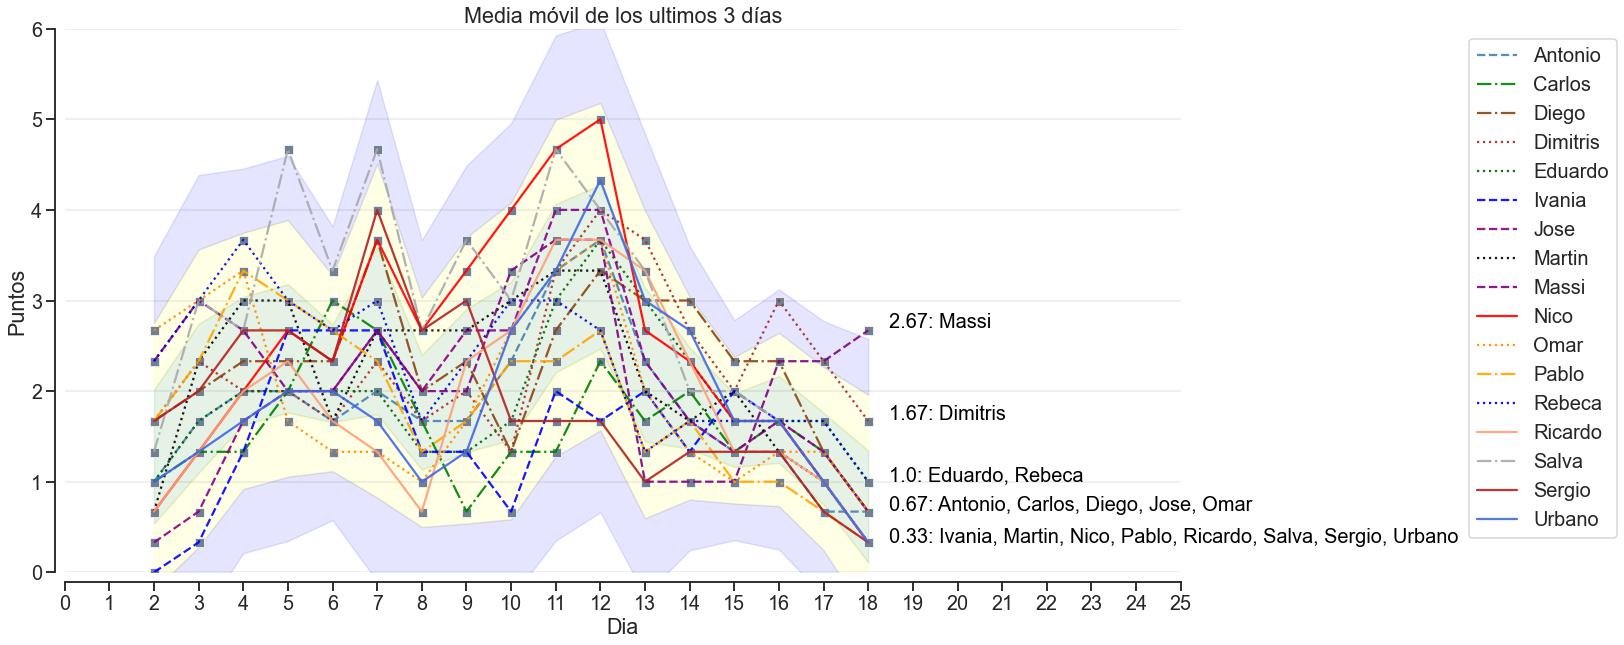 Media móvil de los ultimos 3 días
Puntos
6
5
4
3
2
1
0
0 1 2 3 4 5 6 7 8 9 10 11 12 13 14 15 16 17 18 19 20 21 22 23 24 25
Dia
2.67: Massi
1.67: Dimitris
1.0: Eduardo, Rebeca
0.67: Antonio, Carlos, Diego, Jose, Omar
0.33: Ivania, Martin, Nico, Pablo, Ricardo, Salva, Sergio, Urbano
Antonio
Carlos
Diego
Dimitris
Eduardo
Ivania
Jose
Martin
Massi
Nico
Omar
Pablo
Rebeca
Ricardo
Salva
Sergio
Urbano